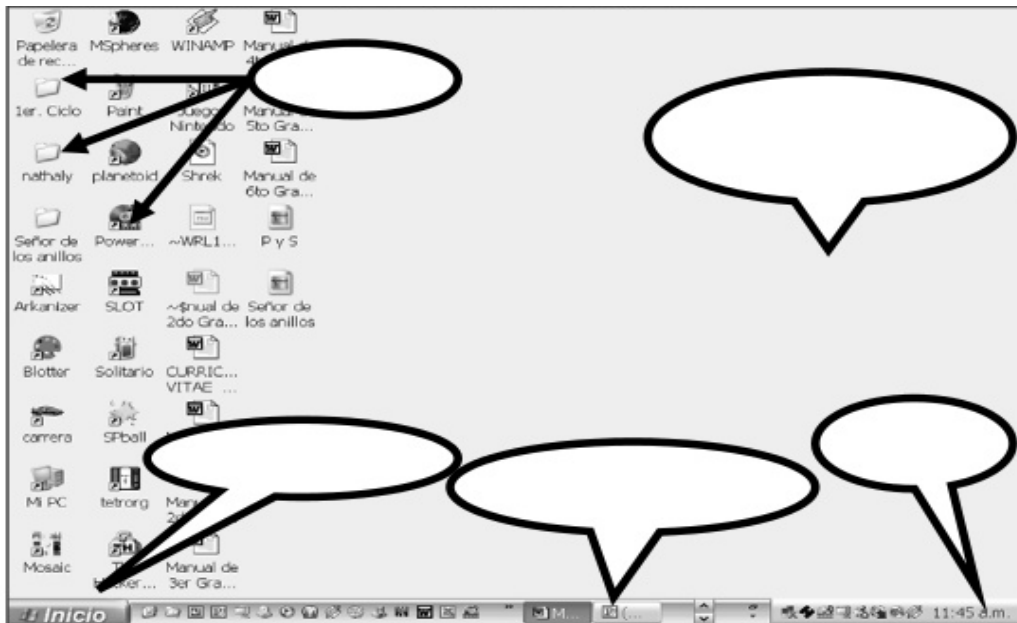 Papelera de rec...
MSpheres
WINAMP
Manual de
1er. Ciclo
Paint
Juegos Nintendo
Manual
5to Gra...
nathaly
planetoid
Shrek
Manual de
6to Gra...
Señor de
los anillos
Power...
~WRL1...
P y S
Arkanizer
SLOT
~$nual de
2do Gra...
Señor de
los anillos
Blotter
Solitario
CURRIC...
VITAE ...
carrera
SPball
Mi PC
tetrorg
Mosaic
Manual de
3er Gra...
Inicio
M...
(...
11:45 a.m.